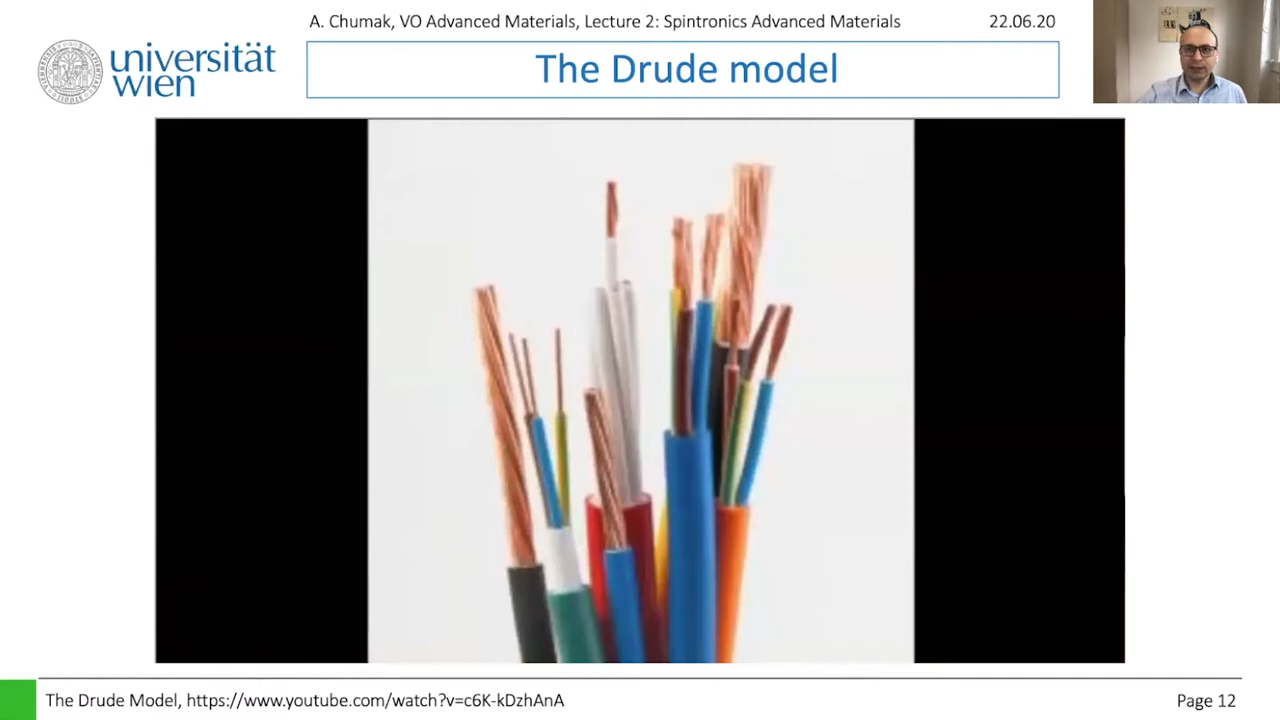 A. Chumak, VO Advanced Materials, Lecture 2: Spintronics Advanced Materials 22.06.20
universität
wien
The Drude model
The Drude Model, https://www.youtube.com/watch?v=c6K-kDzhAnA Page 12